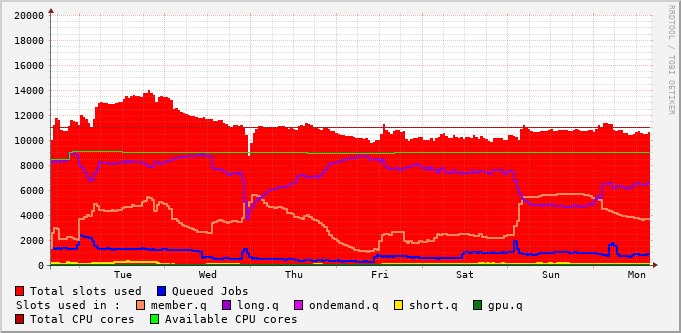 20000
18000
16000
14000
12000
10000
8000
6000
4000
2000
0
Tue Wed Thu Fri Sat Sun Mon
RRDTOOL / TOBI OETIKER
Total slots used Queued Jobs
Slots used in : member.q long.q ondemand.q short.q gpu.q
Total CPU cores Available CPU cores